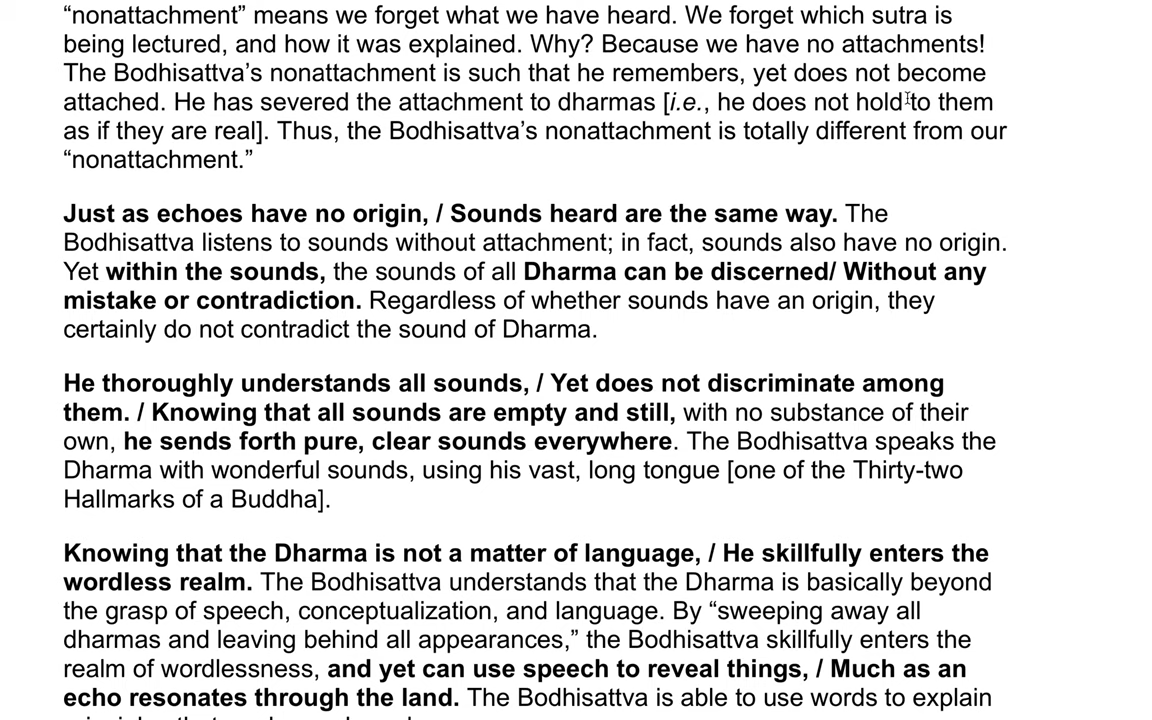 “nonattachment” means we forget what we have heard. We forget which sutra is
being lectured, and how it was explained. Why? Because we have no attachments!
The Bodhisattva’s nonattachment is such that he remembers, yet does not become
attached. He has severed the attachment to dharmas [i.e., he does not hold to them
as if they are real]. Thus, the Bodhisattva’s nonattachment is totally different from our
“nonattachment.”
Just as echoes have no origin, / Sounds heard are the same way. The
Bodhisattva listens to sounds without attachment; in fact, sounds also have no origin.
Yet within the sounds, the sounds of all Dharma can be discerned/ Without any
mistake or contradiction. Regardless of whether sounds have an origin, they
certainly do not contradict the sound of Dharma.
He thoroughly understands all sounds, / Yet does not discriminate among
them. / Knowing that all sounds are empty and still, with no substance of their
own, he sends forth pure, clear sounds everywhere. The Bodhisattva speaks the
Dharma with wonderful sounds, using his vast, long tongue [one of the Thirty-two
Hallmarks of a Buddha].
Knowing that the Dharma is not a matter of language, / He skillfully enters the
wordless realm. The Bodhisattva understands that the Dharma is basically beyond
the grasp of speech, conceptualization, and language. By “sweeping away all
dharmas and leaving behind all appearances,” the Bodhisattva skillfully enters the
realm of wordlessness, and yet can use speech to reveal things, / Much as an
echo resonates through the land. The Bodhisattva is able to use words to explain